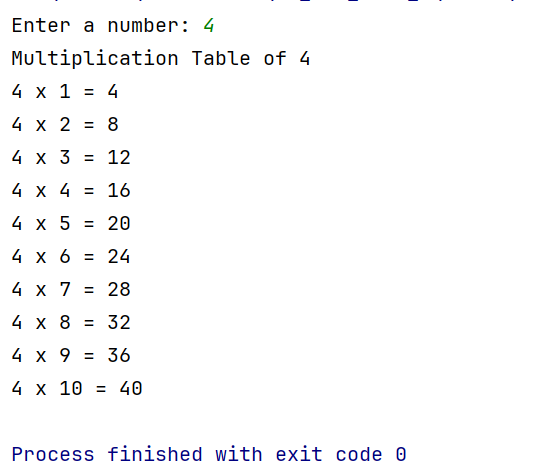 Enter a number: 4
Multiplication Table of 4
4 x 1 = 4
4 x 2 = 8
4 x 3 = 12
4 x 4 = 16
4 x 5 = 20
4 x 6 = 24
4 x 7 = 28
4 x 8 = 32
4 x 9 = 36
4 x 10 = 40
Process finished with exit code 0